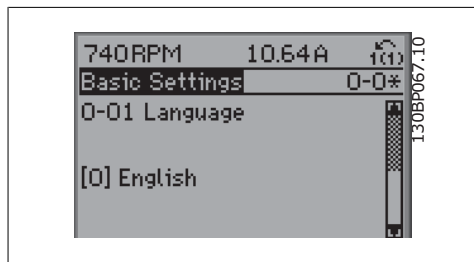 740RPM 10.64A 1(1)
Basic Settings 0-0*
0-01 Language
[0] English
130BP067.10